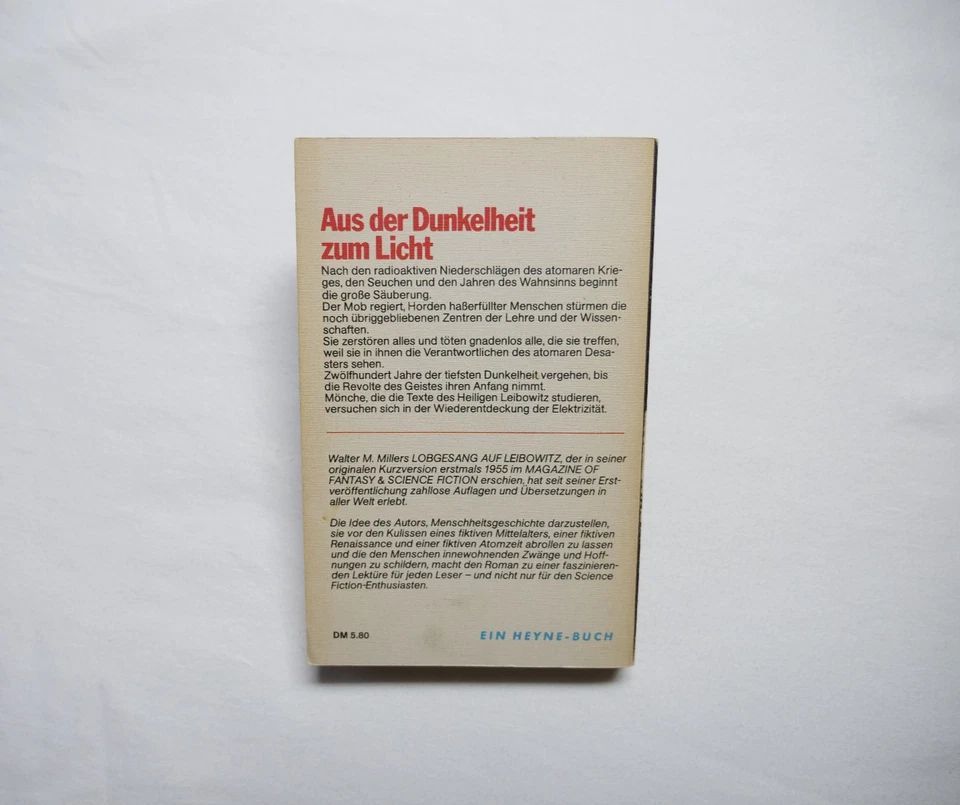 Aus der Dunkelheit
zum Licht
Nach den radioaktiven Niederschlägen des atomaren Krie-
ges, den Seuchen und den Jahren des Wahnsinns beginnt
die große Säuberung.
Der Mob regiert, Horden haßerfüllter Menschen stürmen die
noch übriggebliebenen Zentren der Lehre und der Wissen-
schaften.
Sie zerstören alles und töten gnadenlos alle, die sie treffen,
weil sie in ihnen die Verantwortlichen des atomaren Desa-
sters sehen.
Zwölfhundert Jahre der tiefsten Dunkelheit vergehen, bis
die Revolte des Geistes ihren Anfang nimmt.
Mönche, die die Texte des Heiligen Leibowitz studieren,
versuchen sich in der Wiederentdeckung der Elektrizität.
Walter M. Millers LOBGESANG AUF LEIBOWITZ, der in seiner
originalen Kurzversion erstmals 1955 im MAGAZINE OF
FANTASY & SCIENCE FICTION erschien, hat seit seiner Erst-
veröffentlichung zahllose Auflagen und Übersetzungen in
aller Welt erlebt.
Die Idee des Autors, Menschheitsgeschichte darzustellen,
sie vor den Kulissen eines fiktiven Mittelalters, einer fiktiven
Renaissance und einer fiktiven Atomzeit abrollen zu lassen
und die den Menschen innewohnenden Zwänge und Hoff-
nungen zu schildern, macht den Roman zu einer faszinieren-
den Lektüre für jeden Leser – und nicht nur für den Science
Fiction-Enthusiasten.
DM 5.80
EIN HEYNE-BUCH